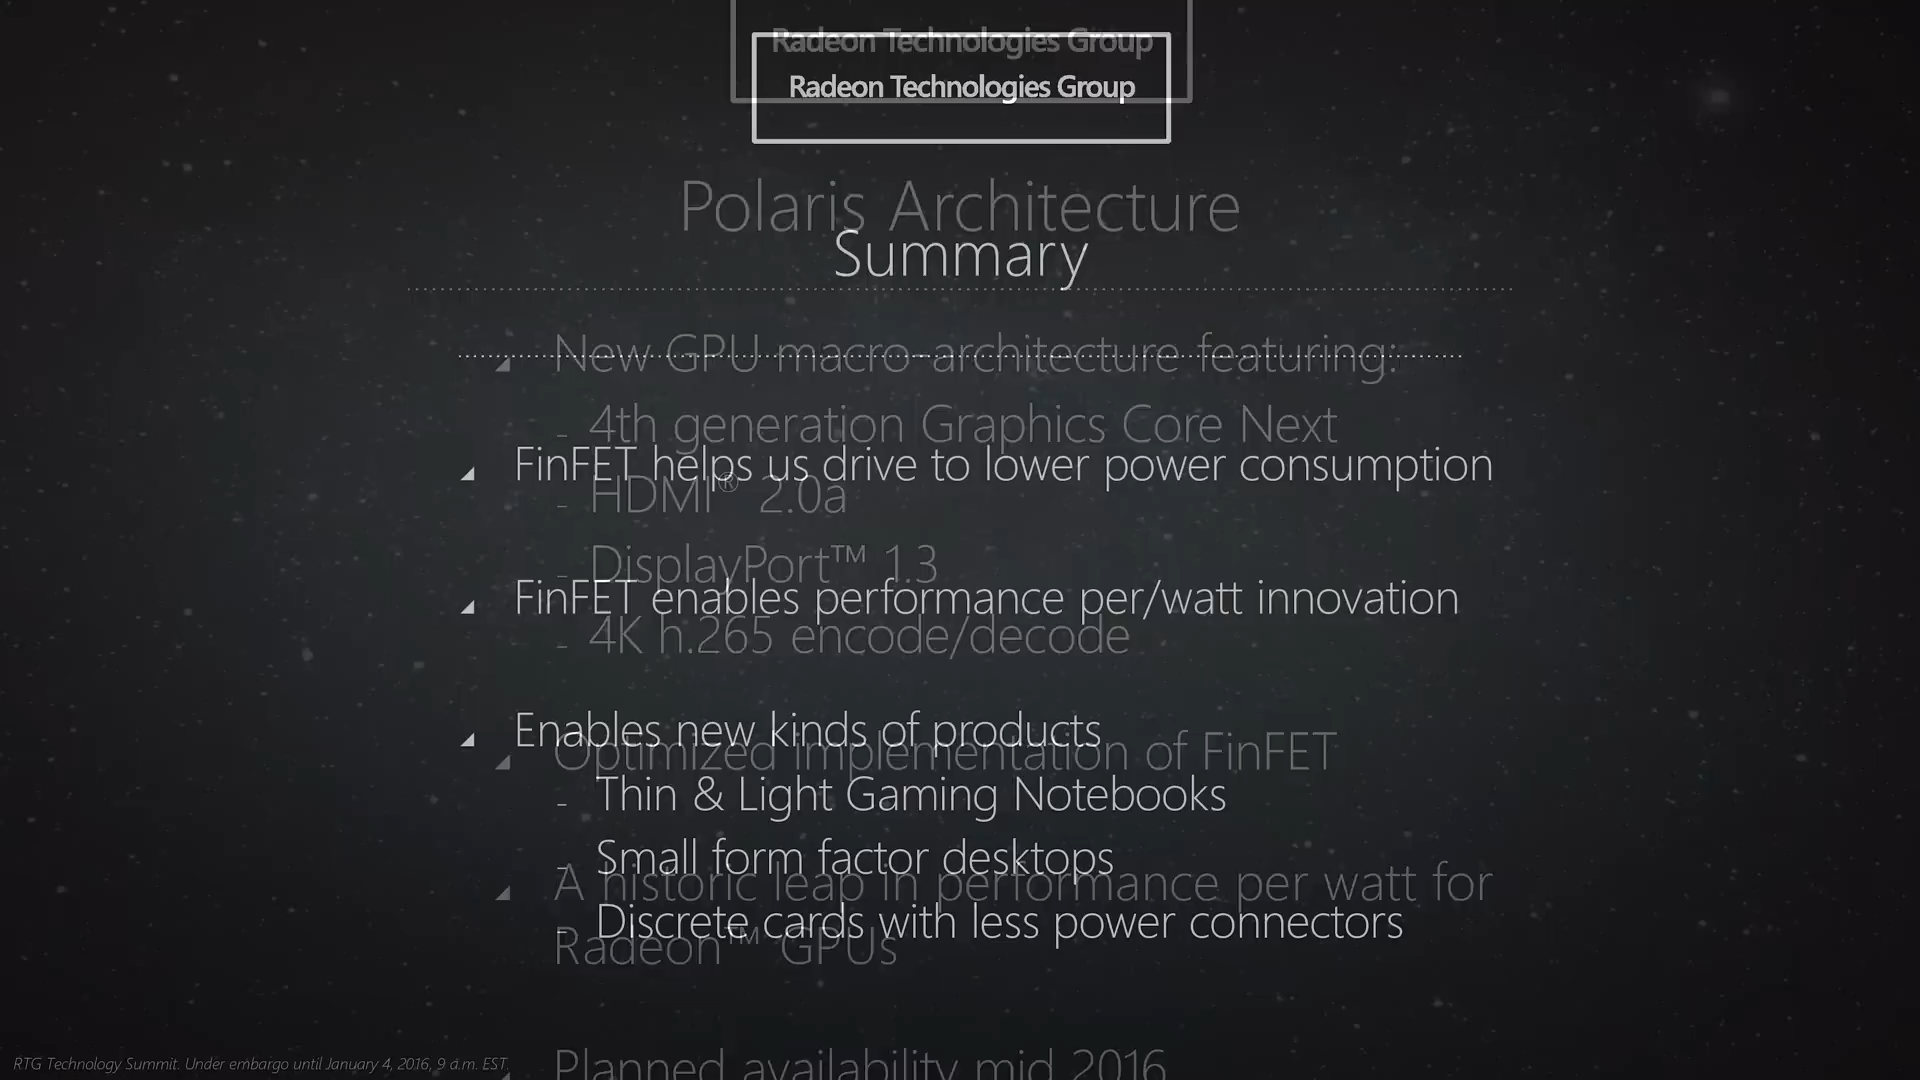 Radeon Technologies Group
Radeon Technologies Group
Polaris Architecture
Summary
New GPU macro-architecture featuring:
- 4th generation Graphics Core Next
FinFET helps us drive to lower power consumption
- HDMI® 2.0a
- DisplayPort™ 1.3
FinFET enables performance per/watt innovation
- 4K h.265 encode/decode
Enables new kinds of products
Optimized implementation of FinFET
- Thin & Light Gaming Notebooks
- Small form factor desktops
A historic leap in performance per watt for
- Discrete cards with less power connectors
Radeon™ GPUs
Planned availability mid 2016
RTG Technology Summit. Under embargo until January 4, 2016, 9 a.m. EST.